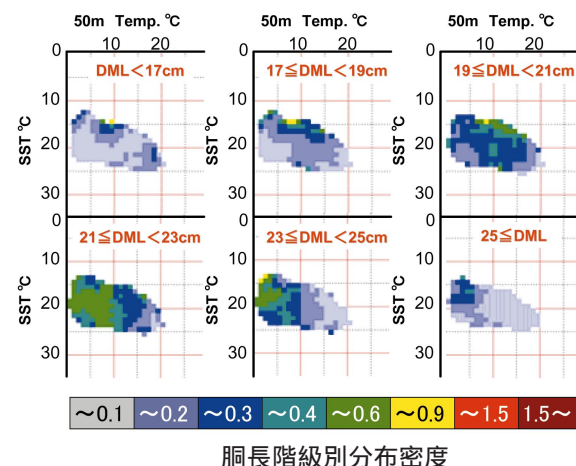 50m Temp. ℃ 50m Temp. ℃ 50m Temp. ℃
10 20 10 20 10 20
0 0 0
DML＜17cm 17≦DML＜19cm 19≦DML＜21cm
10 10 10
SST ℃ SST ℃ SST ℃
20 20 20
30 30 30
0 0 0
21≦DML＜23cm 23≦DML＜25cm 25≦DML
10 10 10
SST ℃ SST ℃ SST ℃
20 20 20
30 30 30
～0.1 ～0.2 ～0.3 ～0.4 ～0.6 ～0.9 ～1.5 1.5～
胴長階級別分布密度